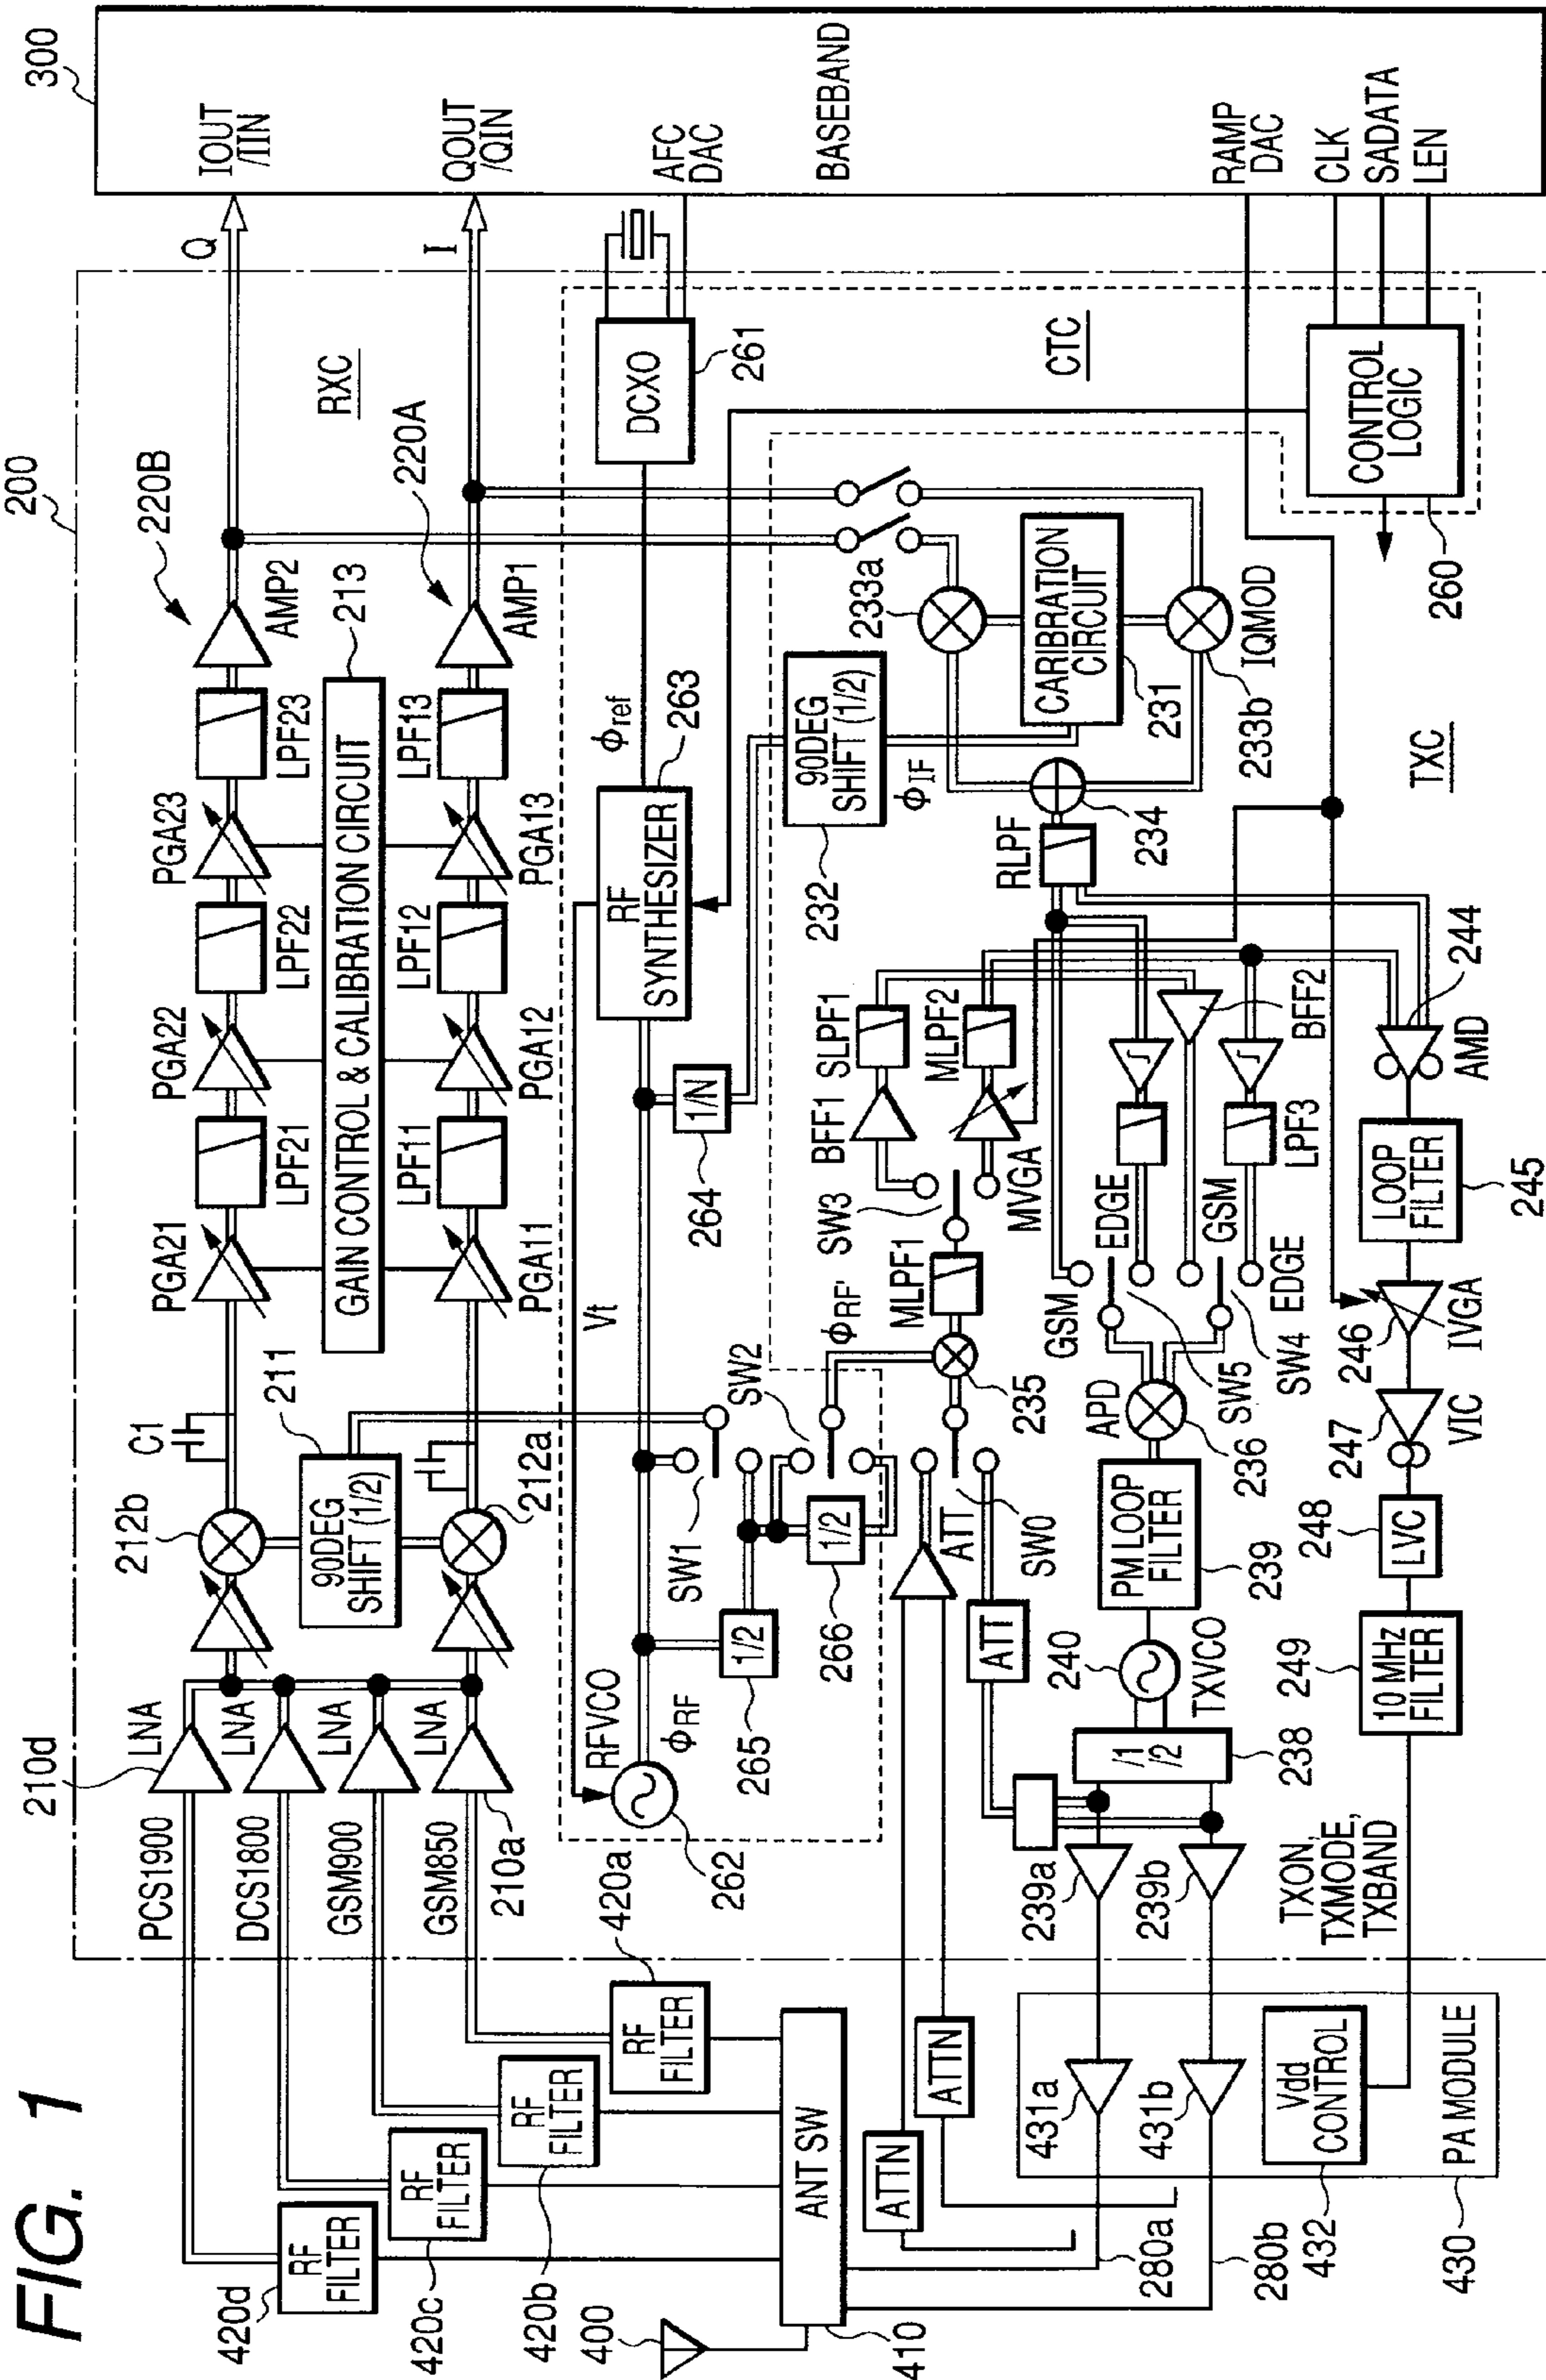 FIG. 1
200
300
220B
RXC
220A
210d
212b
C1
PGA21
PGA22
PGA23
AMP2
Q
IOUT
/IIN
LPF21
LPF22
LPF23
213
LNA
LNA
LNA
LNA
PCS1900
DCS1800
GSM900
GSM850
210a
211
90DEG
SHIFT (1/2)
GAIN CONTROL & CALIBRATION CIRCUIT
LPF11
LPF12
LPF13
AMP1
I
QOUT
/QIN
212a
PGA11
PGA12
PGA13
420d
RF
FILTER
420c
RF
FILTER
420b
RF
FILTER
420a
RF
FILTER
RFVCO
Vt
ϕref
DCXO
261
AFC
DAC
RF
SYNTHESIZER
263
262
ϕRF
SW1
SW2
1/N
264
1/2
265
1/2
266
CTC
BASEBAND
90DEG
SHIFT (1/2)
232
ϕIF
233a
ϕRF'
SW3
BFF1
SLPF1
400
410
ANT SW
ATTN
ATTN
ATT
SW0
ATT
235
MLPF1
MVGA
MLPF2
RLPF
234
CARIBRATION
CIRCUIT
231
233b
IQMOD
TXC
GSM
EDGE
APD
236
SW5
SW4
GSM
EDGE
LPF3
BFF2
PM LOOP
FILTER
239
240
TXVCO
/1
/2
238
239a
239b
280a
280b
431a
431b
Vdd
CONTROL
432
PA MODULE
430
TXON,
TXMODE,
TXBAND
10 MHz
FILTER
249
LVC
248
247
VIC
246
IVGA
LOOP
FILTER
245
244
AMD
CONTROL
LOGIC
260
RAMP
DAC
CLK
SADATA
LEN